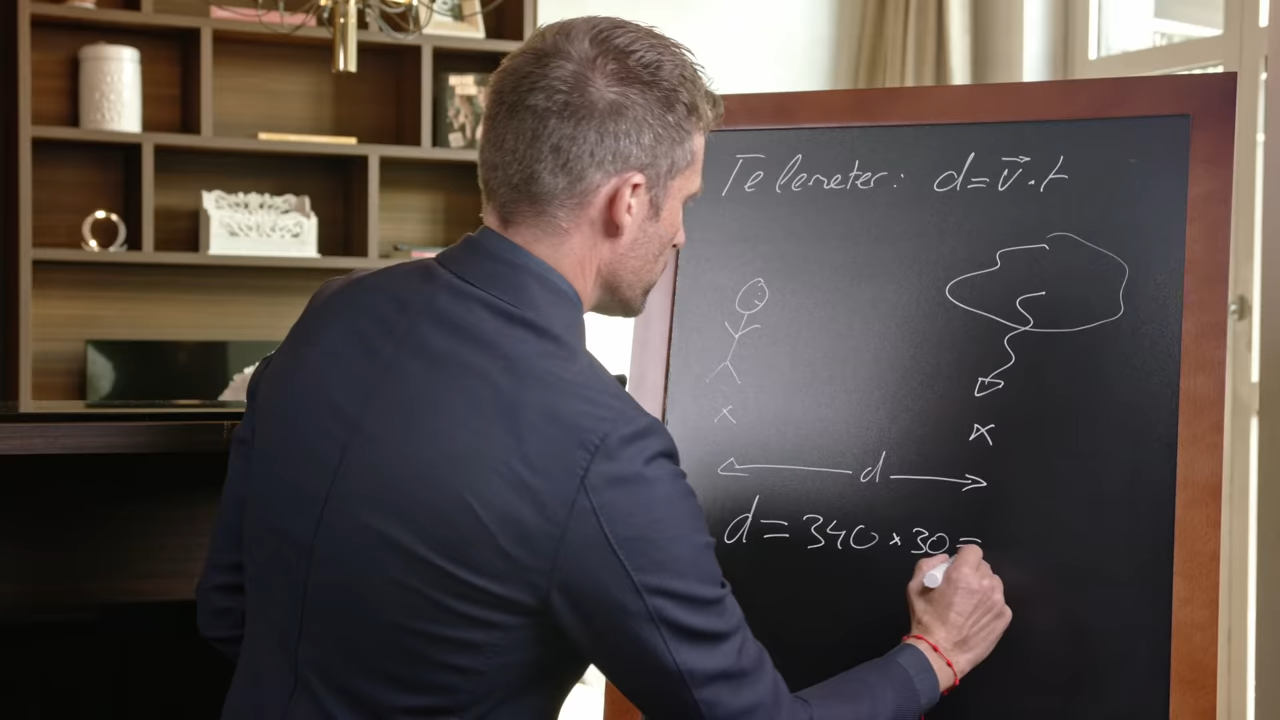 Telemeter: d=v⃗.t
x x
d
d=340×30=